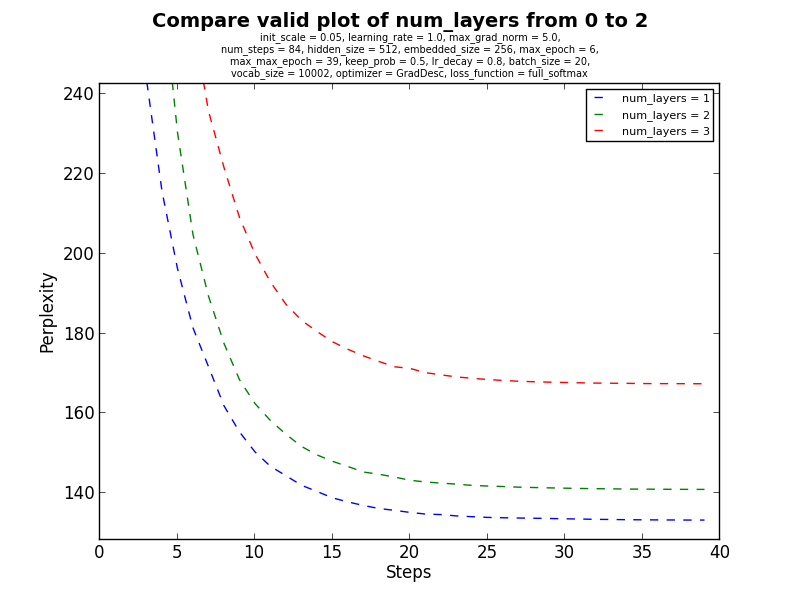 Compare valid plot of num_layers from 0 to 2
init_scale = 0.05, learning_rate = 1.0, max_grad_norm = 5.0,
num_steps = 84, hidden_size = 512, embedded_size = 256, max_epoch = 6,
max_max_epoch = 39, keep_prob = 0.5, lr_decay = 0.8, batch_size = 20,
vocab_size = 10002, optimizer = GradDesc, loss_function = full_softmax
num_layers = 1
num_layers = 2
num_layers = 3
Perplexity
240
220
200
180
160
140
0 5 10 15 20 25 30 35 40
Steps